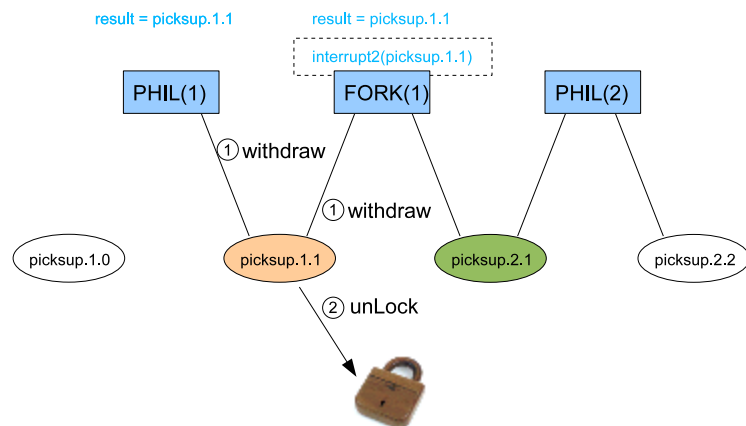 result = picksup.1.1
result = picksup.1.1
interrupt2(picksup.1.1)
PHIL(1)
FORK(1)
PHIL(2)
1 withdraw
1 withdraw
picksup.1.0
picksup.1.1
picksup.2.1
picksup.2.2
2 unLock